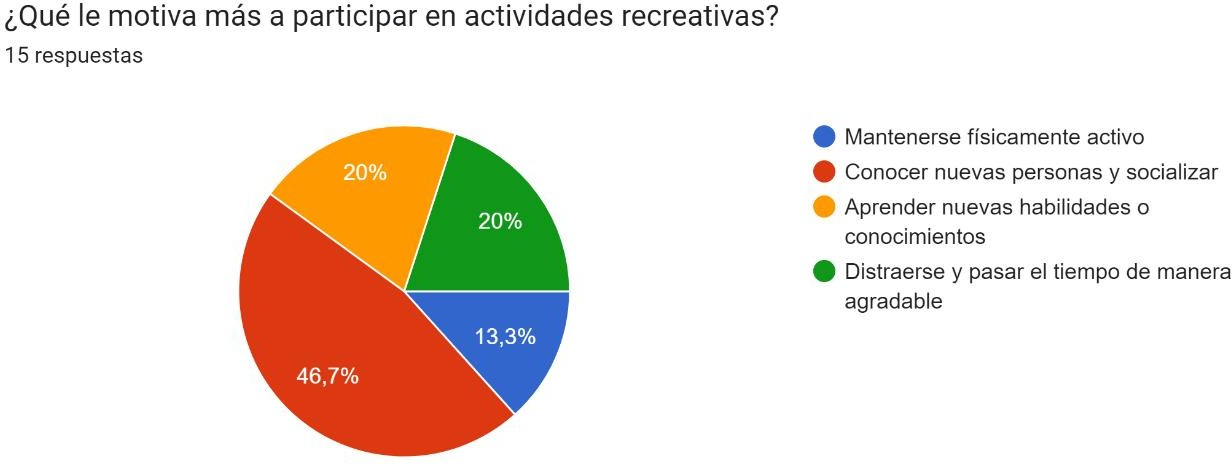 ¿Qué le motiva más a participar en actividades recreativas?
15 respuestas
20%
20%
13,3%
46,7%
Mantenerse físicamente activo
Conocer nuevas personas y socializar
Aprender nuevas habilidades o
conocimientos
Distraerse y pasar el tiempo de manera
agradable